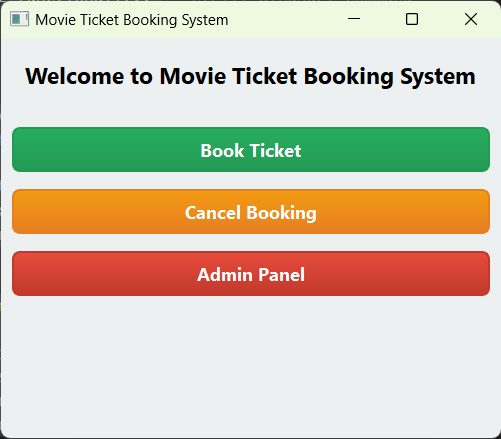 Movie Ticket Booking System
Welcome to Movie Ticket Booking System
Book Ticket
Cancel Booking
Admin Panel